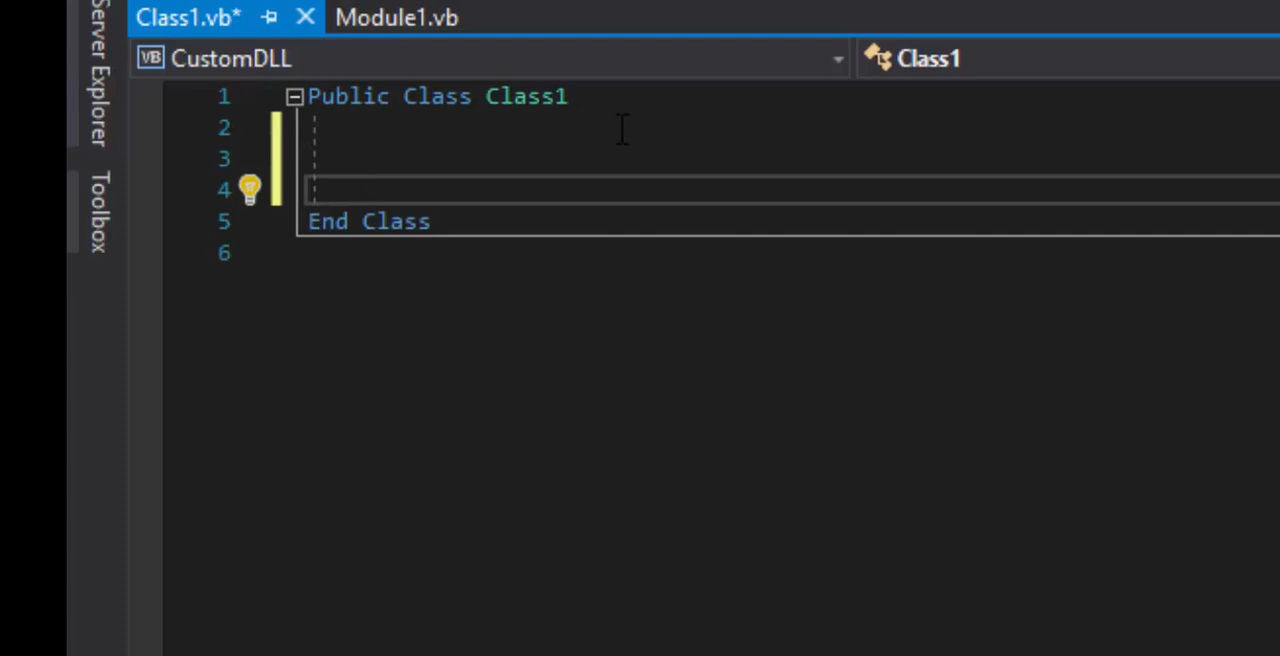 Class1.vb* Module1.vb
VB CustomDLL Class1
Server Explorer
Toolbox
1 Public Class Class1
2
3
4
5 End Class
6